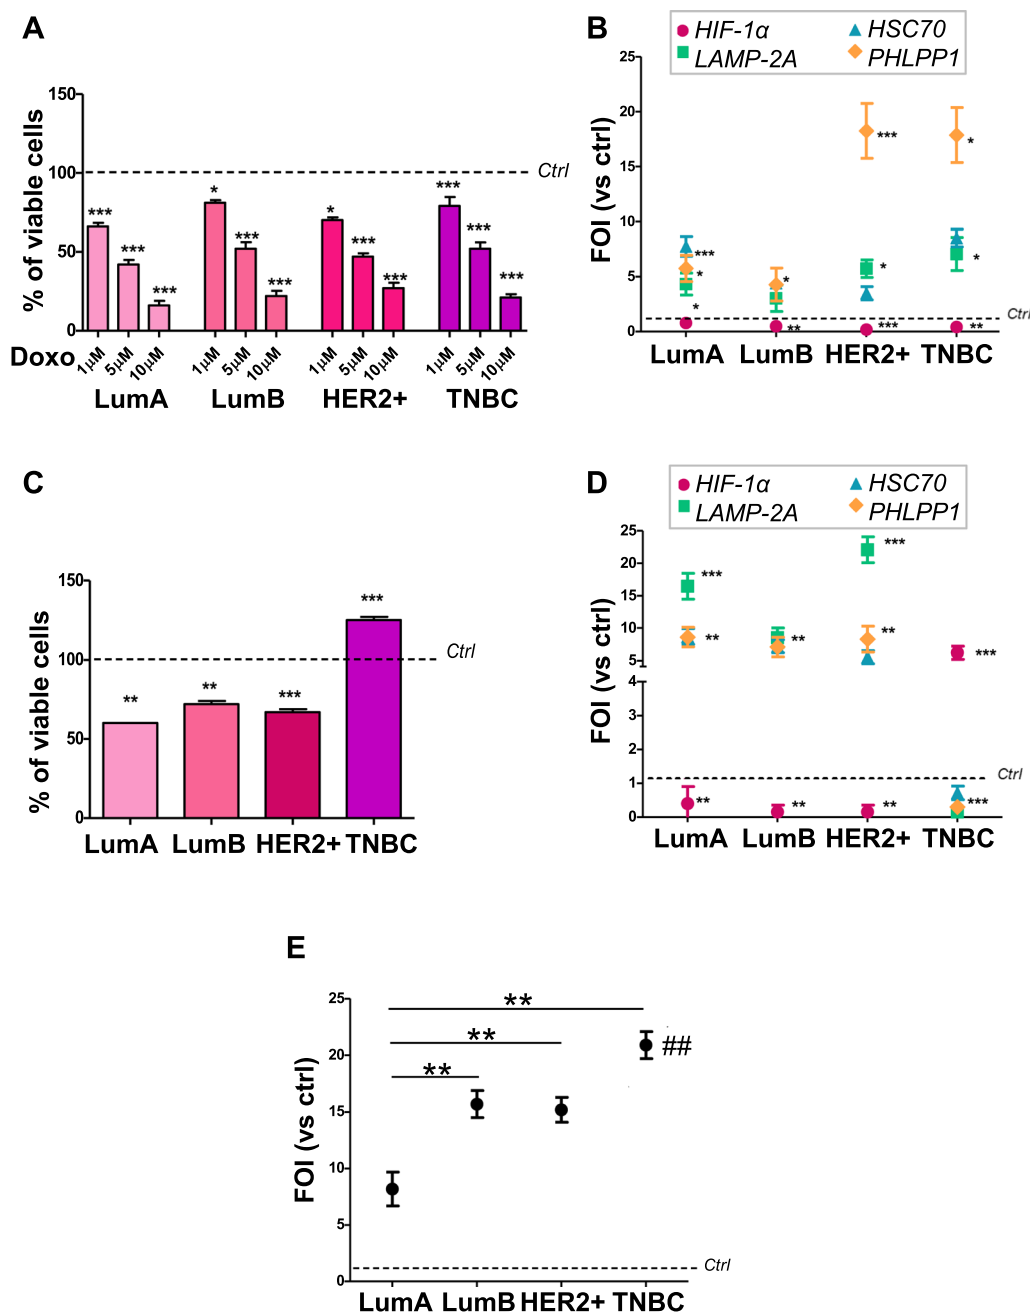 A
% of viable cells
150
100
50
0
Ctrl
***
***
***
*
***
***
*
***
***
***
***
***
Doxo
1μM 5μM 10μM 1μM 5μM 10μM 1μM 5μM 10μM 1μM 5μM 10μM
LumA LumB HER2+ TNBC
B
HIF-1α HSC70
LAMP-2A PHLPP1
FOI (vs ctrl)
25
20
15
10
5
0
*** *
***
* * * *
*
Ctrl
** *** **
LumA LumB HER2+ TNBC
C
% of viable cells
150
100
50
0
***
Ctrl
** ** ***
LumA LumB HER2+ TNBC
D
HIF-1α HSC70
LAMP-2A PHLPP1
FOI (vs ctrl)
25
20
15
10
5
4
3
2
1
0
*** ***
** ** ** ***
Ctrl
** ** ** ***
LumA LumB HER2+ TNBC
E
FOI (vs ctrl)
25
20
15
10
5
0
**
**
**
##
Ctrl
LumA LumB HER2+ TNBC